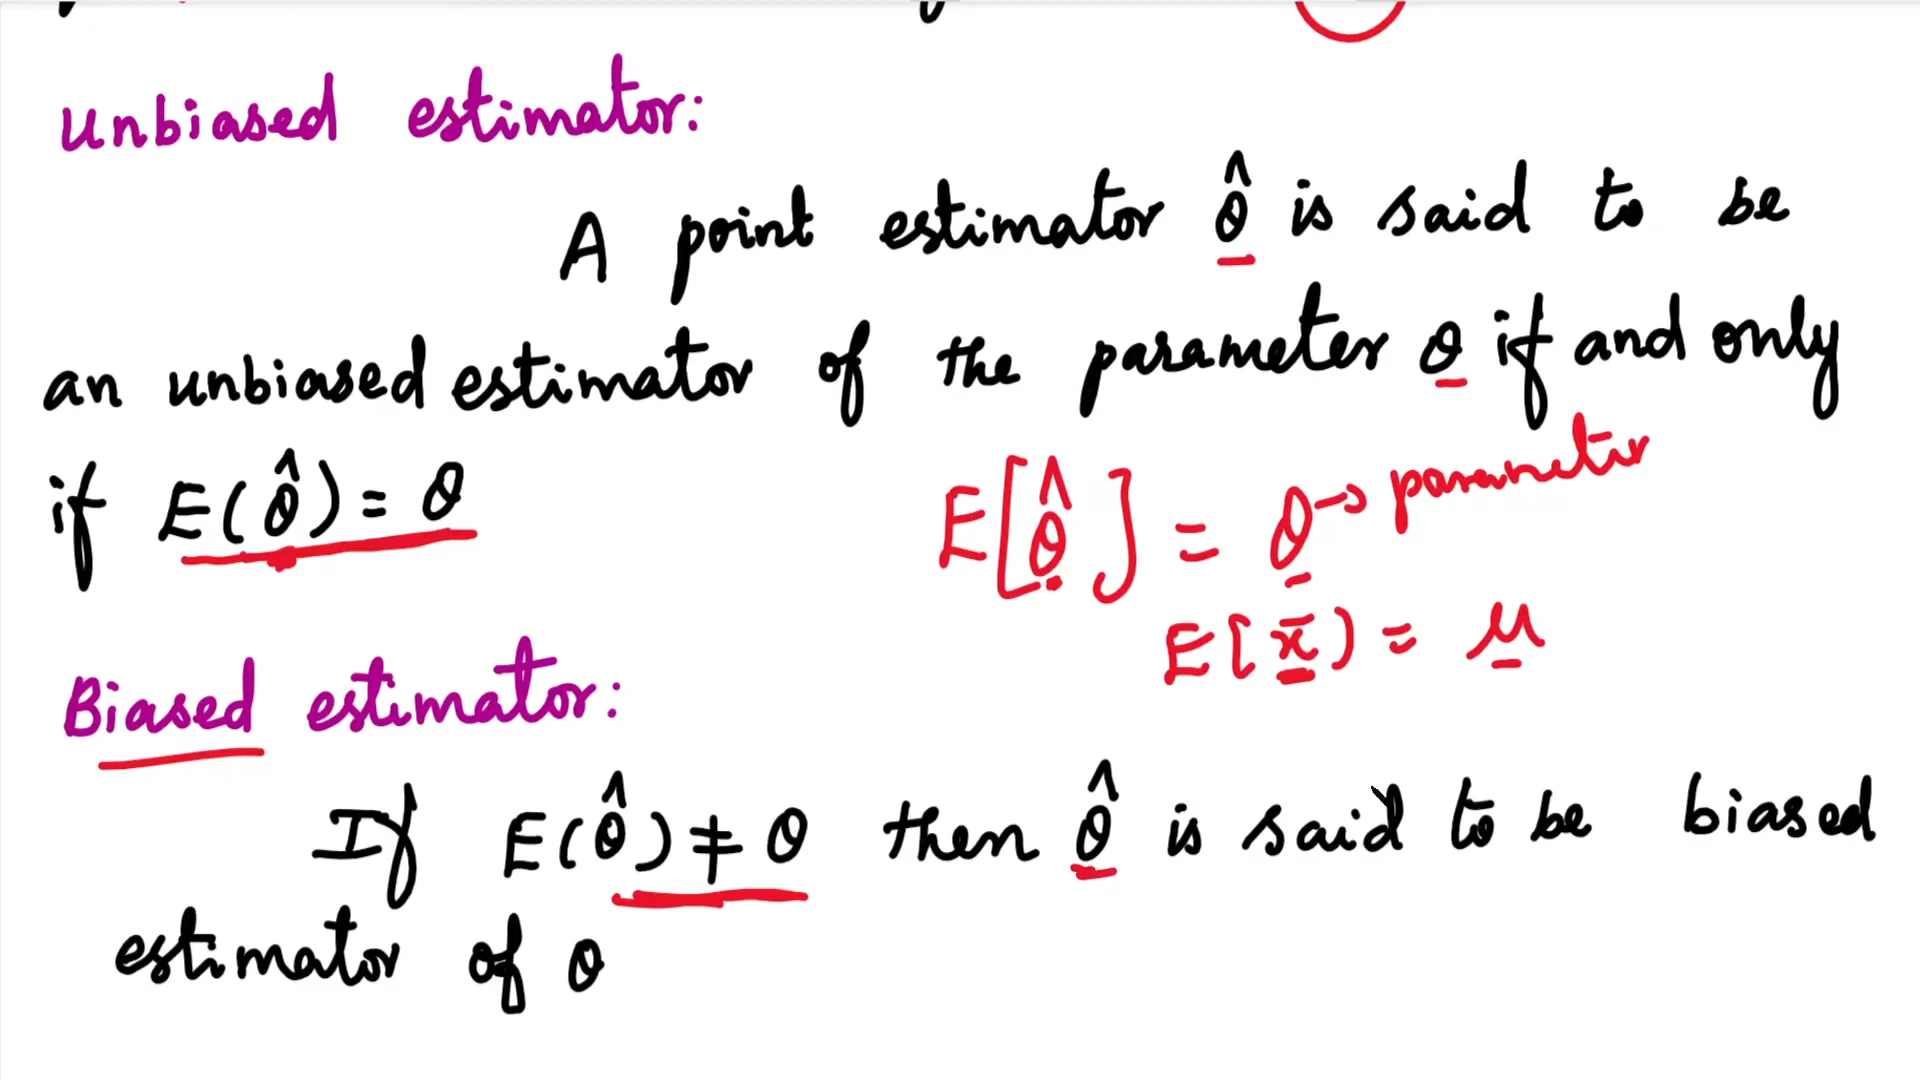 Unbiased estimator:
A point estimator θ̂ is said to be
an unbiased estimator of the parameter θ if and only
if E(θ̂) = θ
E[θ̂] = θ → parameter
E[x̄) = μ
Biased estimator:
If E(θ̂) ≠ θ then θ̂ is said to be biased
estimator of θ